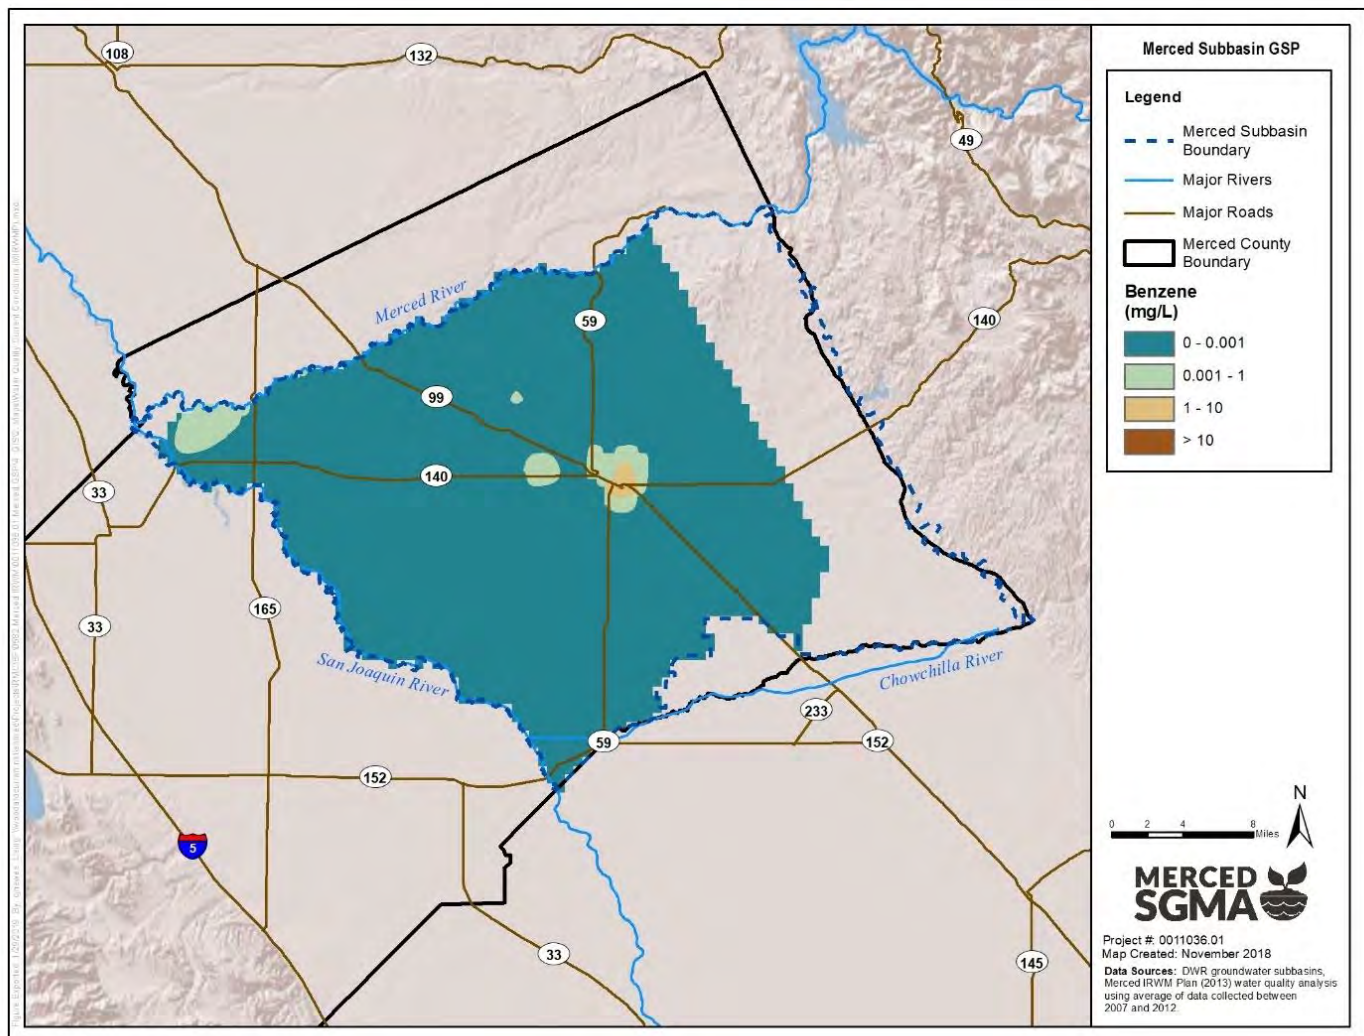 Merced Subbasin GSP
Legend
Merced Subbasin
Boundary
Major Rivers
Major Roads
Merced County
Boundary
Benzene
(mg/L)
0 - 0.001
0.001 - 1
1 - 10
> 10
108
132
49
Merced River
59
140
99
140
33
165
33
San Joaquin River
Chowchilla River
233
59
152
152
5
33
145
0 2 4 8
Miles
N
MERCED
SGMA
Project #: 0011036.01
Map Created: November 2018
Data Sources: DWR groundwater subbasins,
Merced IRWM Plan (2013) water quality analysis
using average of data collected between
2007 and 2012.